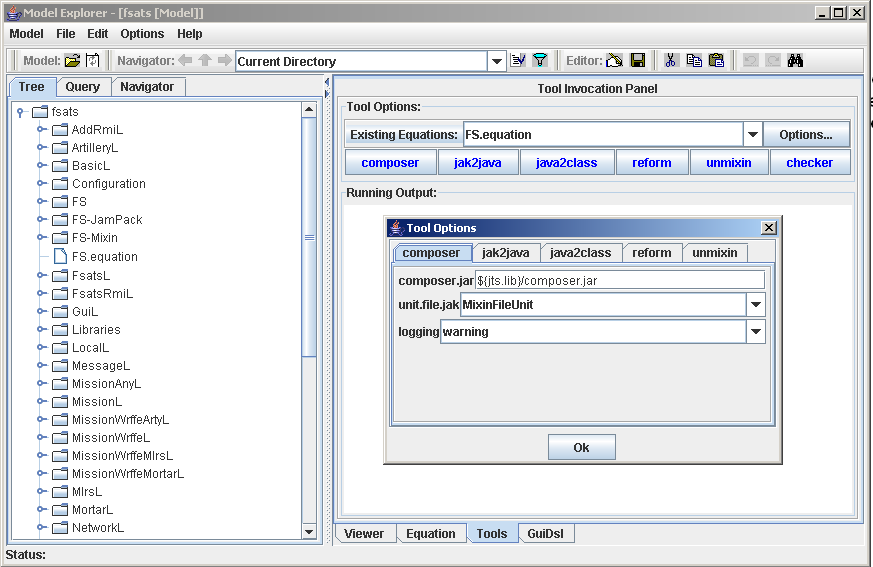 Model Explorer - [fsats [Model]]
Model File Edit Options Help
Model: Navigator: Current Directory Editor:
Tree Query Navigator
fsats
AddRmiL
ArtilleryL
BasicL
Configuration
FS
FS-JamPack
FS-Mixin
FS.equation
FsatsL
FsatsRmiL
GuiL
Libraries
LocalL
MessageL
MissionAnyL
MissionL
MissionWrffeArtyL
MissionWrffeL
MissionWrffeMlrsL
MissionWrffeMortarL
MlrsL
MortarL
NetworkL
Tool Invocation Panel
Tool Options:
Existing Equations: FS.equation Options...
composer jak2java java2class reform unmixin checker
Running Output:
Tool Options
composer jak2java java2class reform unmixin
composer.jar ${jts.lib}/composer.jar
unit.file.jak MixinFileUnit
logging warning
Ok
Viewer Equation Tools GuiDsl
Status: